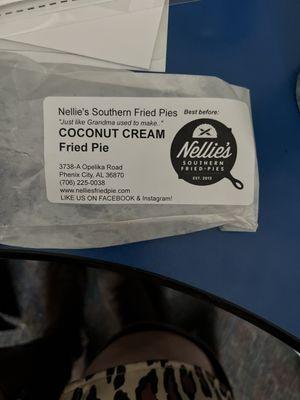 Nellie's Southern Fried Pies
Best before:
"Just like Grandma used to make.."
COCONUT CREAM
Fried Pie
3738-A Opelika Road
Phenix City, AL 36870
(706) 225-0038
www.nelliesfriedpie.com
LIKE US ON FACEBOOK & Instagram!
Nellie's
SOUTHERN
FRIED-PIES
EST. 2012